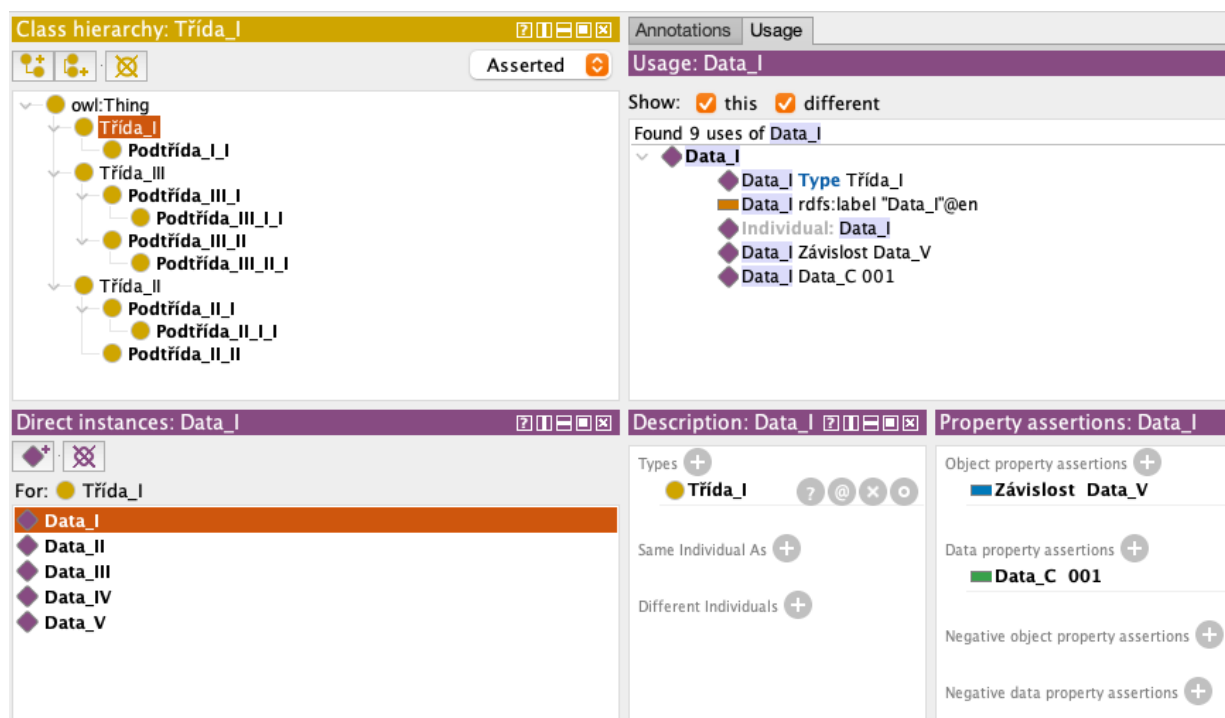 Class hierarchy: Třída_I
Asserted
owl:Thing
Třída_I
Podtřída_I_I
Třída_III
Podtřída_III_I
Podtřída_III_I_I
Podtřída_III_II
Podtřída_III_II_I
Třída_II
Podtřída_II_I
Podtřída_II_I_I
Podtřída_II_II
Annotations Usage
Usage: Data_I
Show: this different
Found 9 uses of Data_I
Data_I
Data_I Type Třída_I
Data_I rdfs:label "Data_I"@en
Individual: Data_I
Data_I Závislost Data_V
Data_I Data_C 001
Direct instances: Data_I
For: Třída_I
Data_I
Data_II
Data_III
Data_IV
Data_V
Description: Data_I
Types
Třída_I
Same Individual As
Different Individuals
Property assertions: Data_I
Object property assertions
Závislost Data_V
Data property assertions
Data_C 001
Negative object property assertions
Negative data property assertions